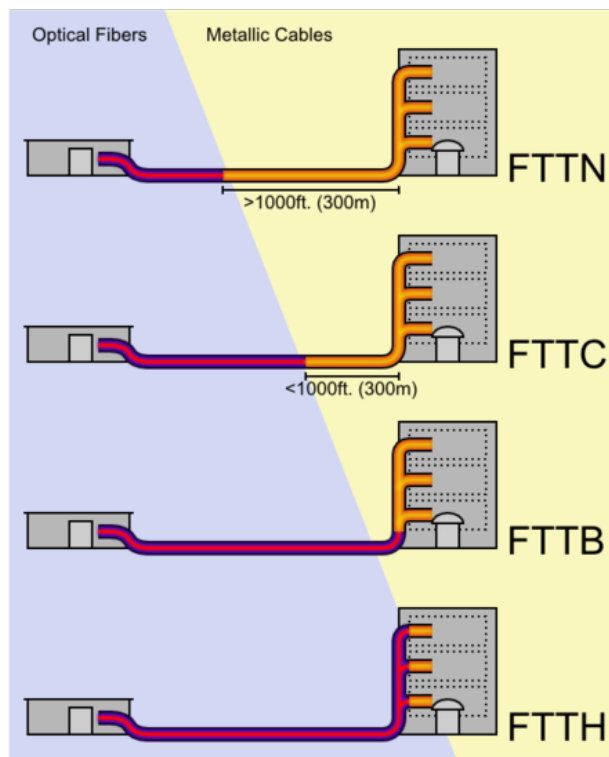 Optical Fibers
Metallic Cables
FTTN
>1000ft. (300m)
FTTC
<1000ft. (300m)
FTTB
FTTH